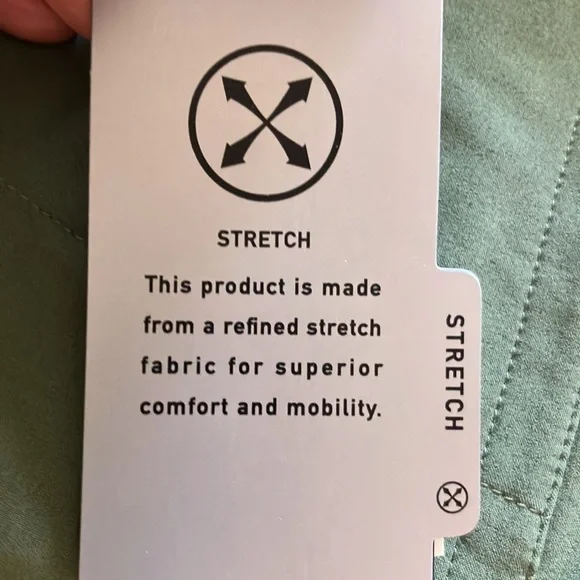 STRETCH
This product is made
from a refined stretch
fabric for superior
comfort and mobility.
STRETCH